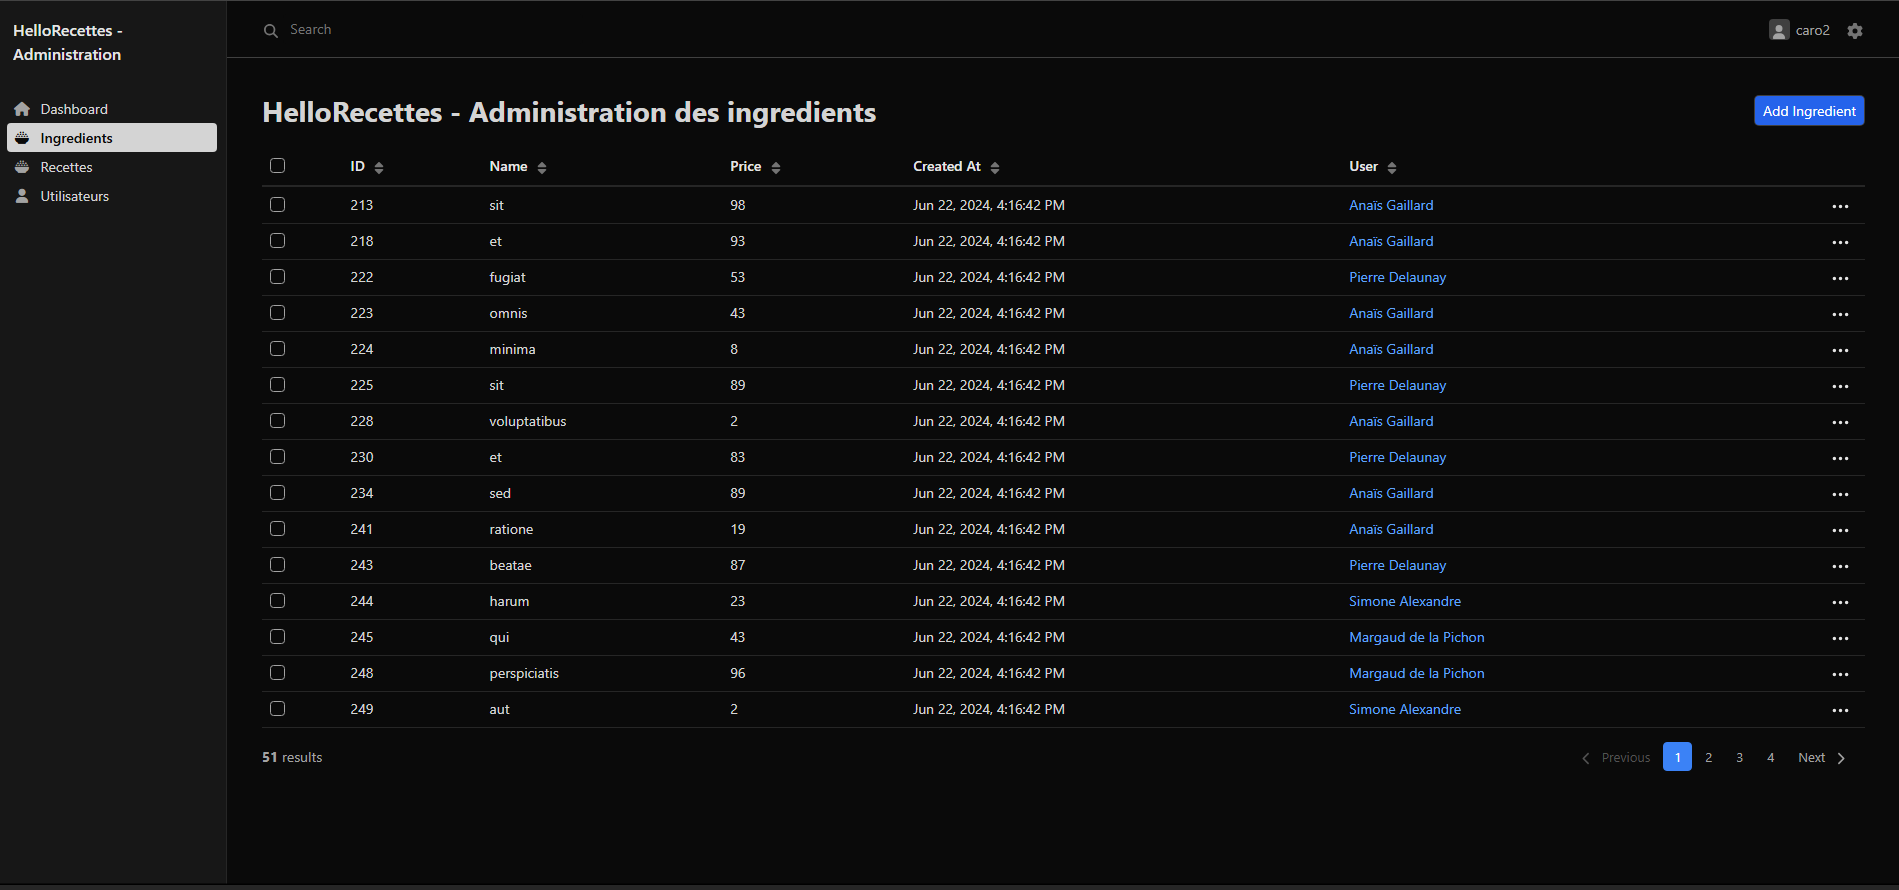 HelloRecettes -
Administration
Dashboard
Ingredients
Recettes
Utilisateurs
Search
caro2
HelloRecettes - Administration des ingredients
Add Ingredient
ID Name Price Created At User
213 sit 98 Jun 22, 2024, 4:16:42 PM Anaïs Gaillard
218 et 93 Jun 22, 2024, 4:16:42 PM Anaïs Gaillard
222 fugiat 53 Jun 22, 2024, 4:16:42 PM Pierre Delaunay
223 omnis 43 Jun 22, 2024, 4:16:42 PM Anaïs Gaillard
224 minima 8 Jun 22, 2024, 4:16:42 PM Anaïs Gaillard
225 sit 89 Jun 22, 2024, 4:16:42 PM Pierre Delaunay
228 voluptatibus 2 Jun 22, 2024, 4:16:42 PM Anaïs Gaillard
230 et 83 Jun 22, 2024, 4:16:42 PM Pierre Delaunay
234 sed 89 Jun 22, 2024, 4:16:42 PM Anaïs Gaillard
241 ratione 19 Jun 22, 2024, 4:16:42 PM Anaïs Gaillard
243 beatae 87 Jun 22, 2024, 4:16:42 PM Pierre Delaunay
244 harum 23 Jun 22, 2024, 4:16:42 PM Simone Alexandre
245 qui 43 Jun 22, 2024, 4:16:42 PM Margaud de la Pichon
248 perspiciatis 96 Jun 22, 2024, 4:16:42 PM Margaud de la Pichon
249 aut 2 Jun 22, 2024, 4:16:42 PM Simone Alexandre
51 results
Previous 1 2 3 4 Next